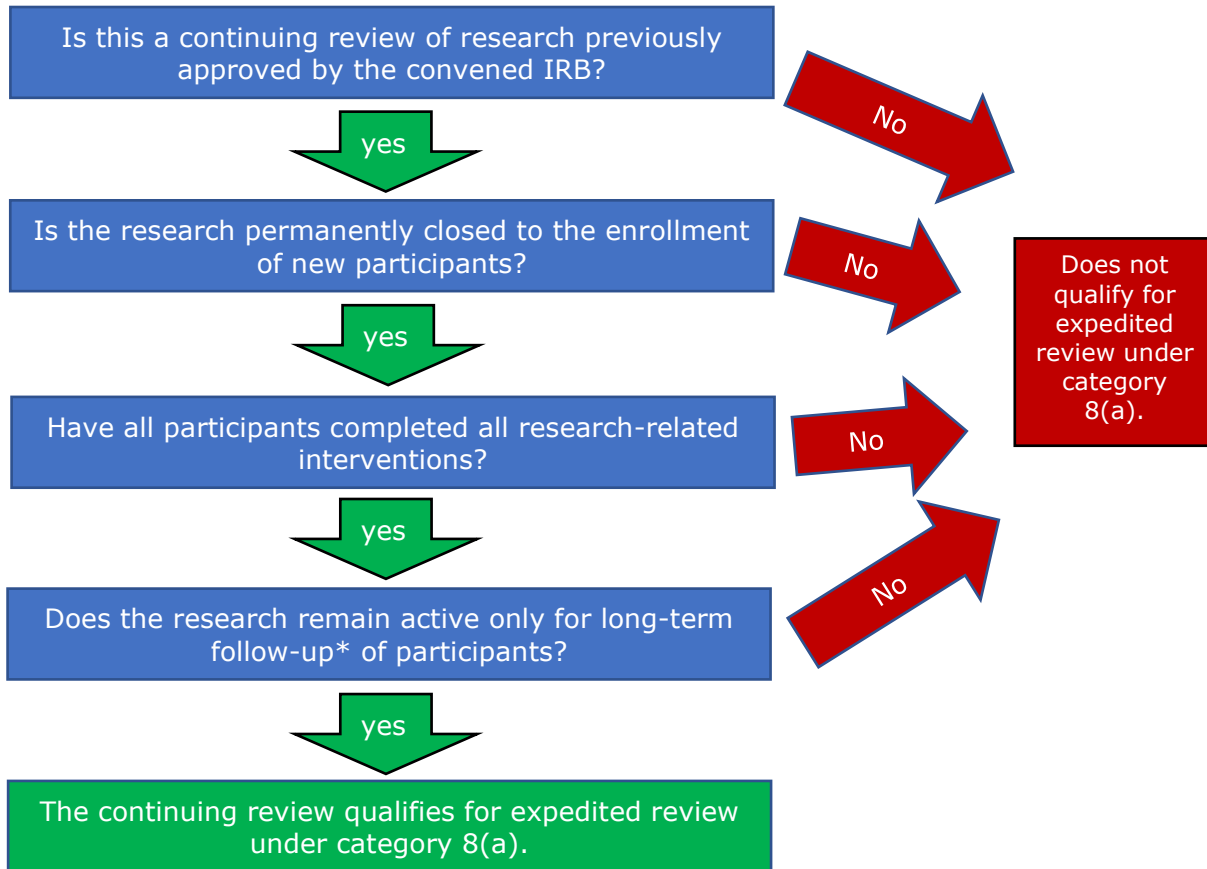 Is this a continuing review of research previously
approved by the convened IRB?
No
yes
Is the research permanently closed to the enrollment
of new participants?
No
Does not
qualify for
expedited
review under
category
8(a).
yes
Have all participants completed all research-related
interventions?
No
yes
Does the research remain active only for long-term
follow-up* of participants?
No
yes
The continuing review qualifies for expedited review
under category 8(a).